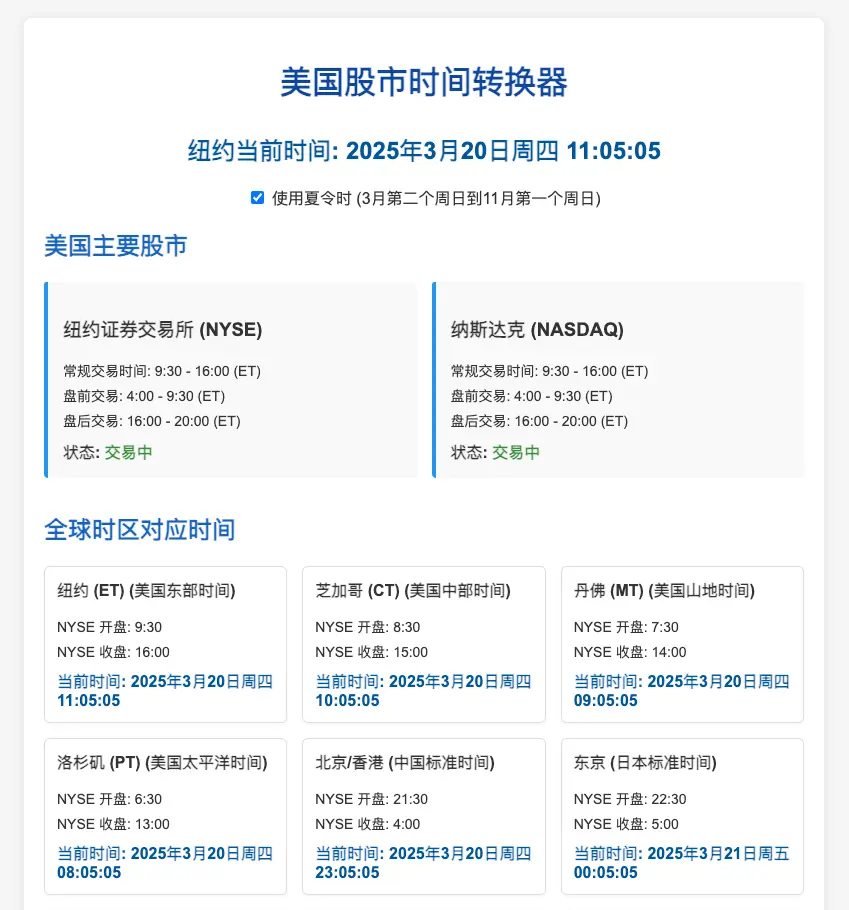 美国股市时间转换器
纽约当前时间: 2025年3月20日周四 11:05:05
使用夏令时 (3月第二个周日到11月第一个周日)
美国主要股市
纽约证券交易所 (NYSE)
常规交易时间: 9:30 - 16:00 (ET)
盘前交易: 4:00 - 9:30 (ET)
盘后交易: 16:00 - 20:00 (ET)
状态: 交易中
纳斯达克 (NASDAQ)
常规交易时间: 9:30 - 16:00 (ET)
盘前交易: 4:00 - 9:30 (ET)
盘后交易: 16:00 - 20:00 (ET)
状态: 交易中
全球时区对应时间
纽约 (ET) (美国东部时间)
NYSE 开盘: 9:30
NYSE 收盘: 16:00
当前时间: 2025年3月20日周四
11:05:05
芝加哥 (CT) (美国中部时间)
NYSE 开盘: 8:30
NYSE 收盘: 15:00
当前时间: 2025年3月20日周四
10:05:05
丹佛 (MT) (美国山地时间)
NYSE 开盘: 7:30
NYSE 收盘: 14:00
当前时间: 2025年3月20日周四
09:05:05
洛杉矶 (PT) (美国太平洋时间)
NYSE 开盘: 6:30
NYSE 收盘: 13:00
当前时间: 2025年3月20日周四
08:05:05
北京/香港 (中国标准时间)
NYSE 开盘: 21:30
NYSE 收盘: 4:00
当前时间: 2025年3月20日周四
23:05:05
东京 (日本标准时间)
NYSE 开盘: 22:30
NYSE 收盘: 5:00
当前时间: 2025年3月21日周五
00:05:05